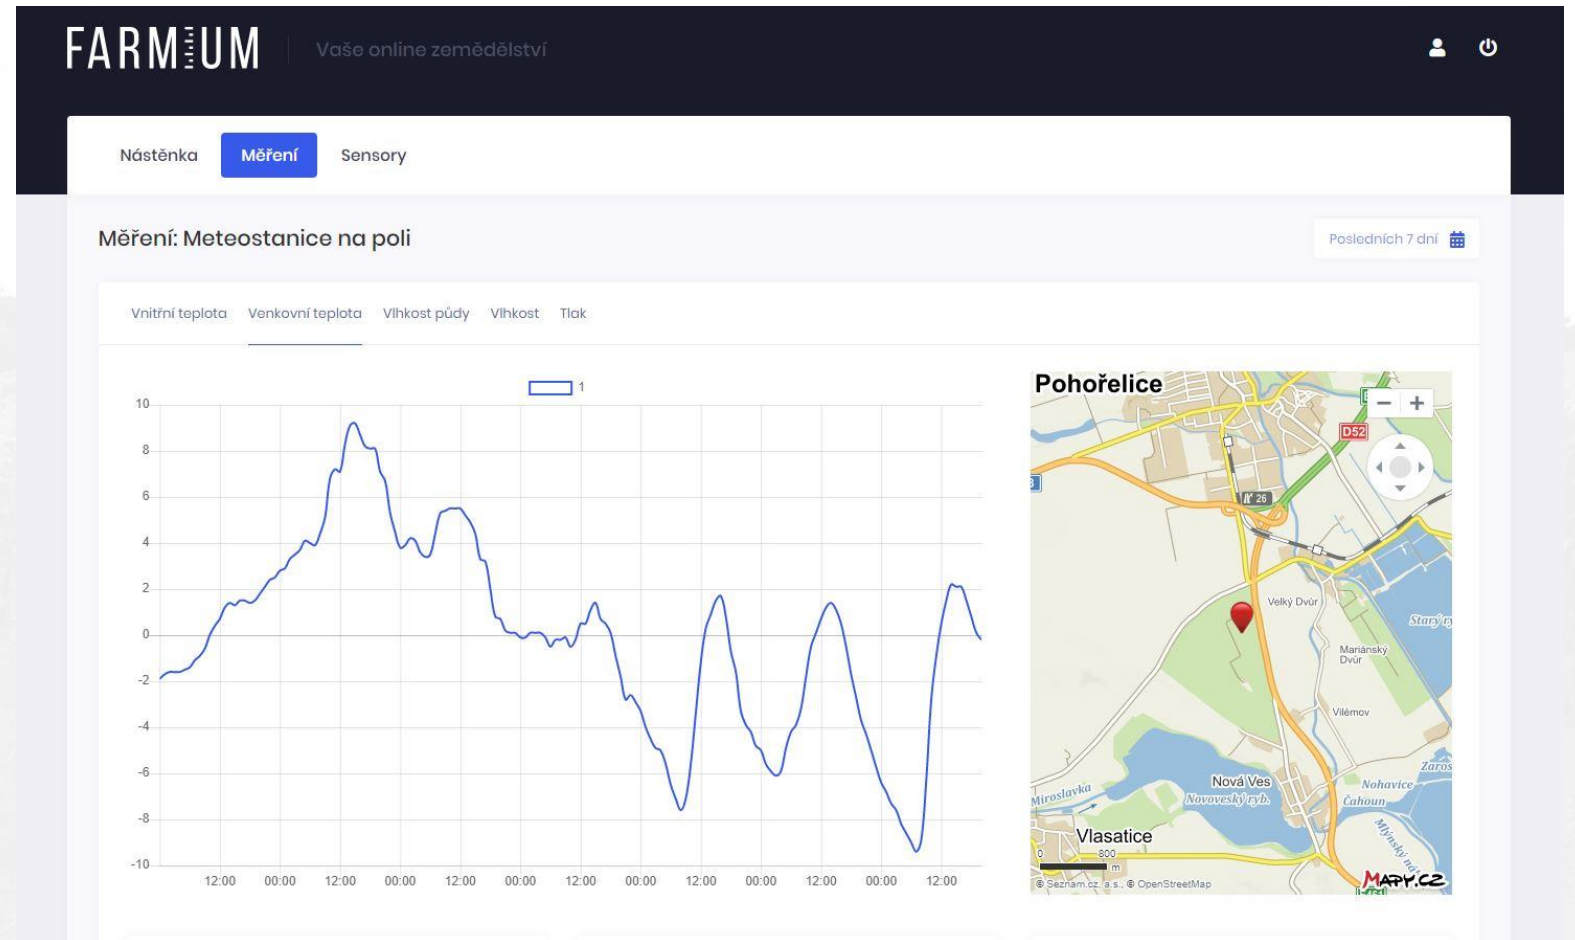 FARMIUM
Vaše online zemědělství
Nástěnka Měření Sensory
Měření: Meteostanice na poli
Posledních 7 dní
Vnitřní teplota Venkovní teplota Vlhkost půdy Vlhkost Tlak
1
10
8
6
4
2
0
-2
-4
-6
-8
-10
12:00 00:00 12:00 00:00 12:00 00:00 12:00 00:00 12:00 00:00 12:00 00:00 12:00
Pohořelice
− +
D52
26
Velký Dvůr
Starý
Mariánský
Dvůr
Vilémov
Nová Ves
Novoveský ryb.
Miroslavka
Nohavice
Čahoun
Vlasatice
0 800
m
© Seznam.cz, a.s., © OpenStreetMap
MAPY.CZ